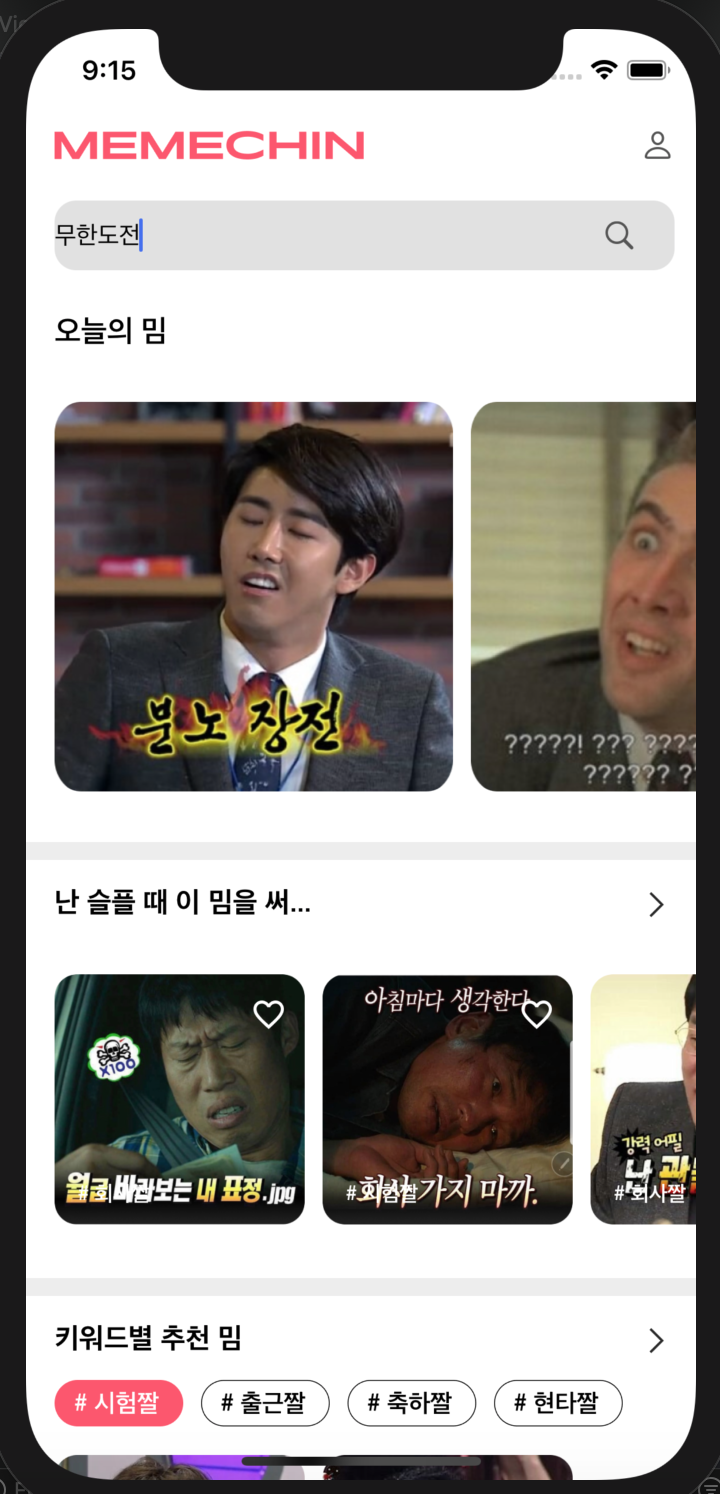 9:15
MEMECHIN
무한도전
오늘의 밈
분노 장전
?????! ??? ????
?????? ?
난 슬플 때 이 밈을 써...
X100
월급 바라보는 내 표정.jpg
아침마다 생각한다
회사 가지 마까.
# 시험짤
강력 어필
난
# 회사짤
키워드별 추천 밈
# 시험짤
# 출근짤
# 축하짤
# 현타짤